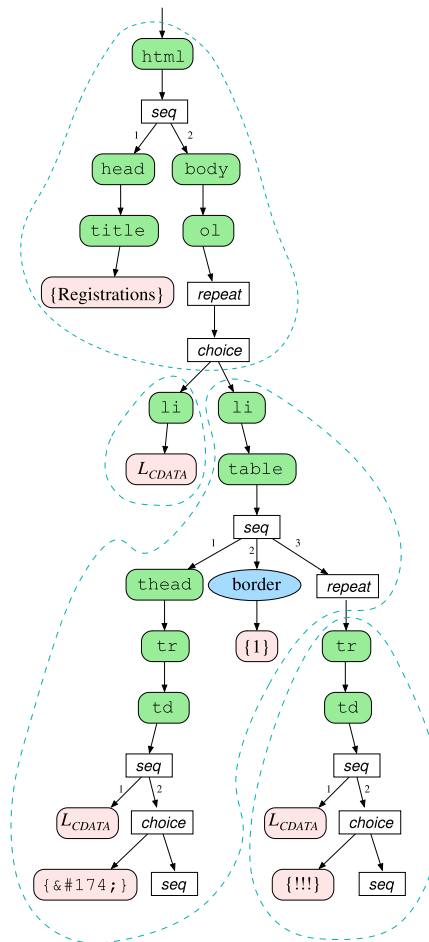 html
seq
1 2
head body
title ol
{Registrations} repeat
choice
li li
L_CDATA table
seq
1 2 3
thead border repeat
tr {1} tr
td td
seq seq
1 2 1 2
L_CDATA choice L_CDATA choice
{&#174;} seq {!!!} seq